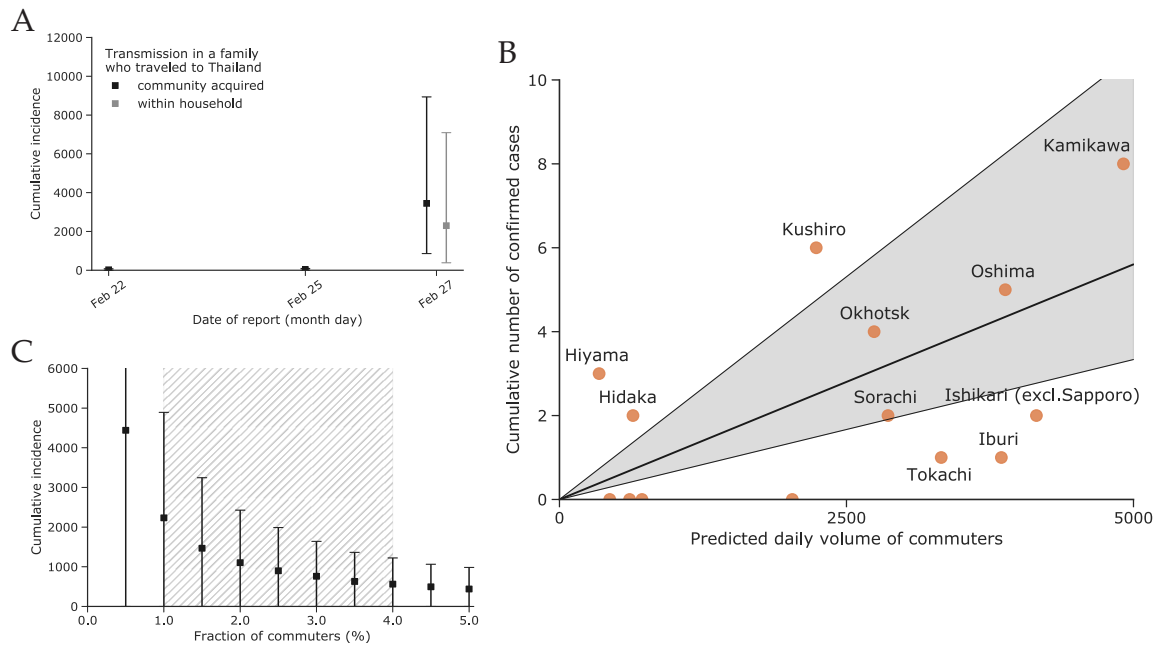 A
12000
10000
8000
6000
4000
2000
0
Cumulative incidence
Transmission in a family
who traveled to Thailand
community acquired
within household
Feb 22
Feb 25
Feb 27
Date of report (month day)
B
10
8
6
4
2
0
Cumulative number of confirmed cases
Kamikawa
Kushiro
Oshima
Okhotsk
Hiyama
Hidaka
Sorachi
Ishikari (excl.Sapporo)
Iburi
Tokachi
0
2500
5000
Predicted daily volume of commuters
C
6000
5000
4000
3000
2000
1000
0
Cumulative incidence
0.0
1.0
2.0
3.0
4.0
5.0
Fraction of commuters (%)